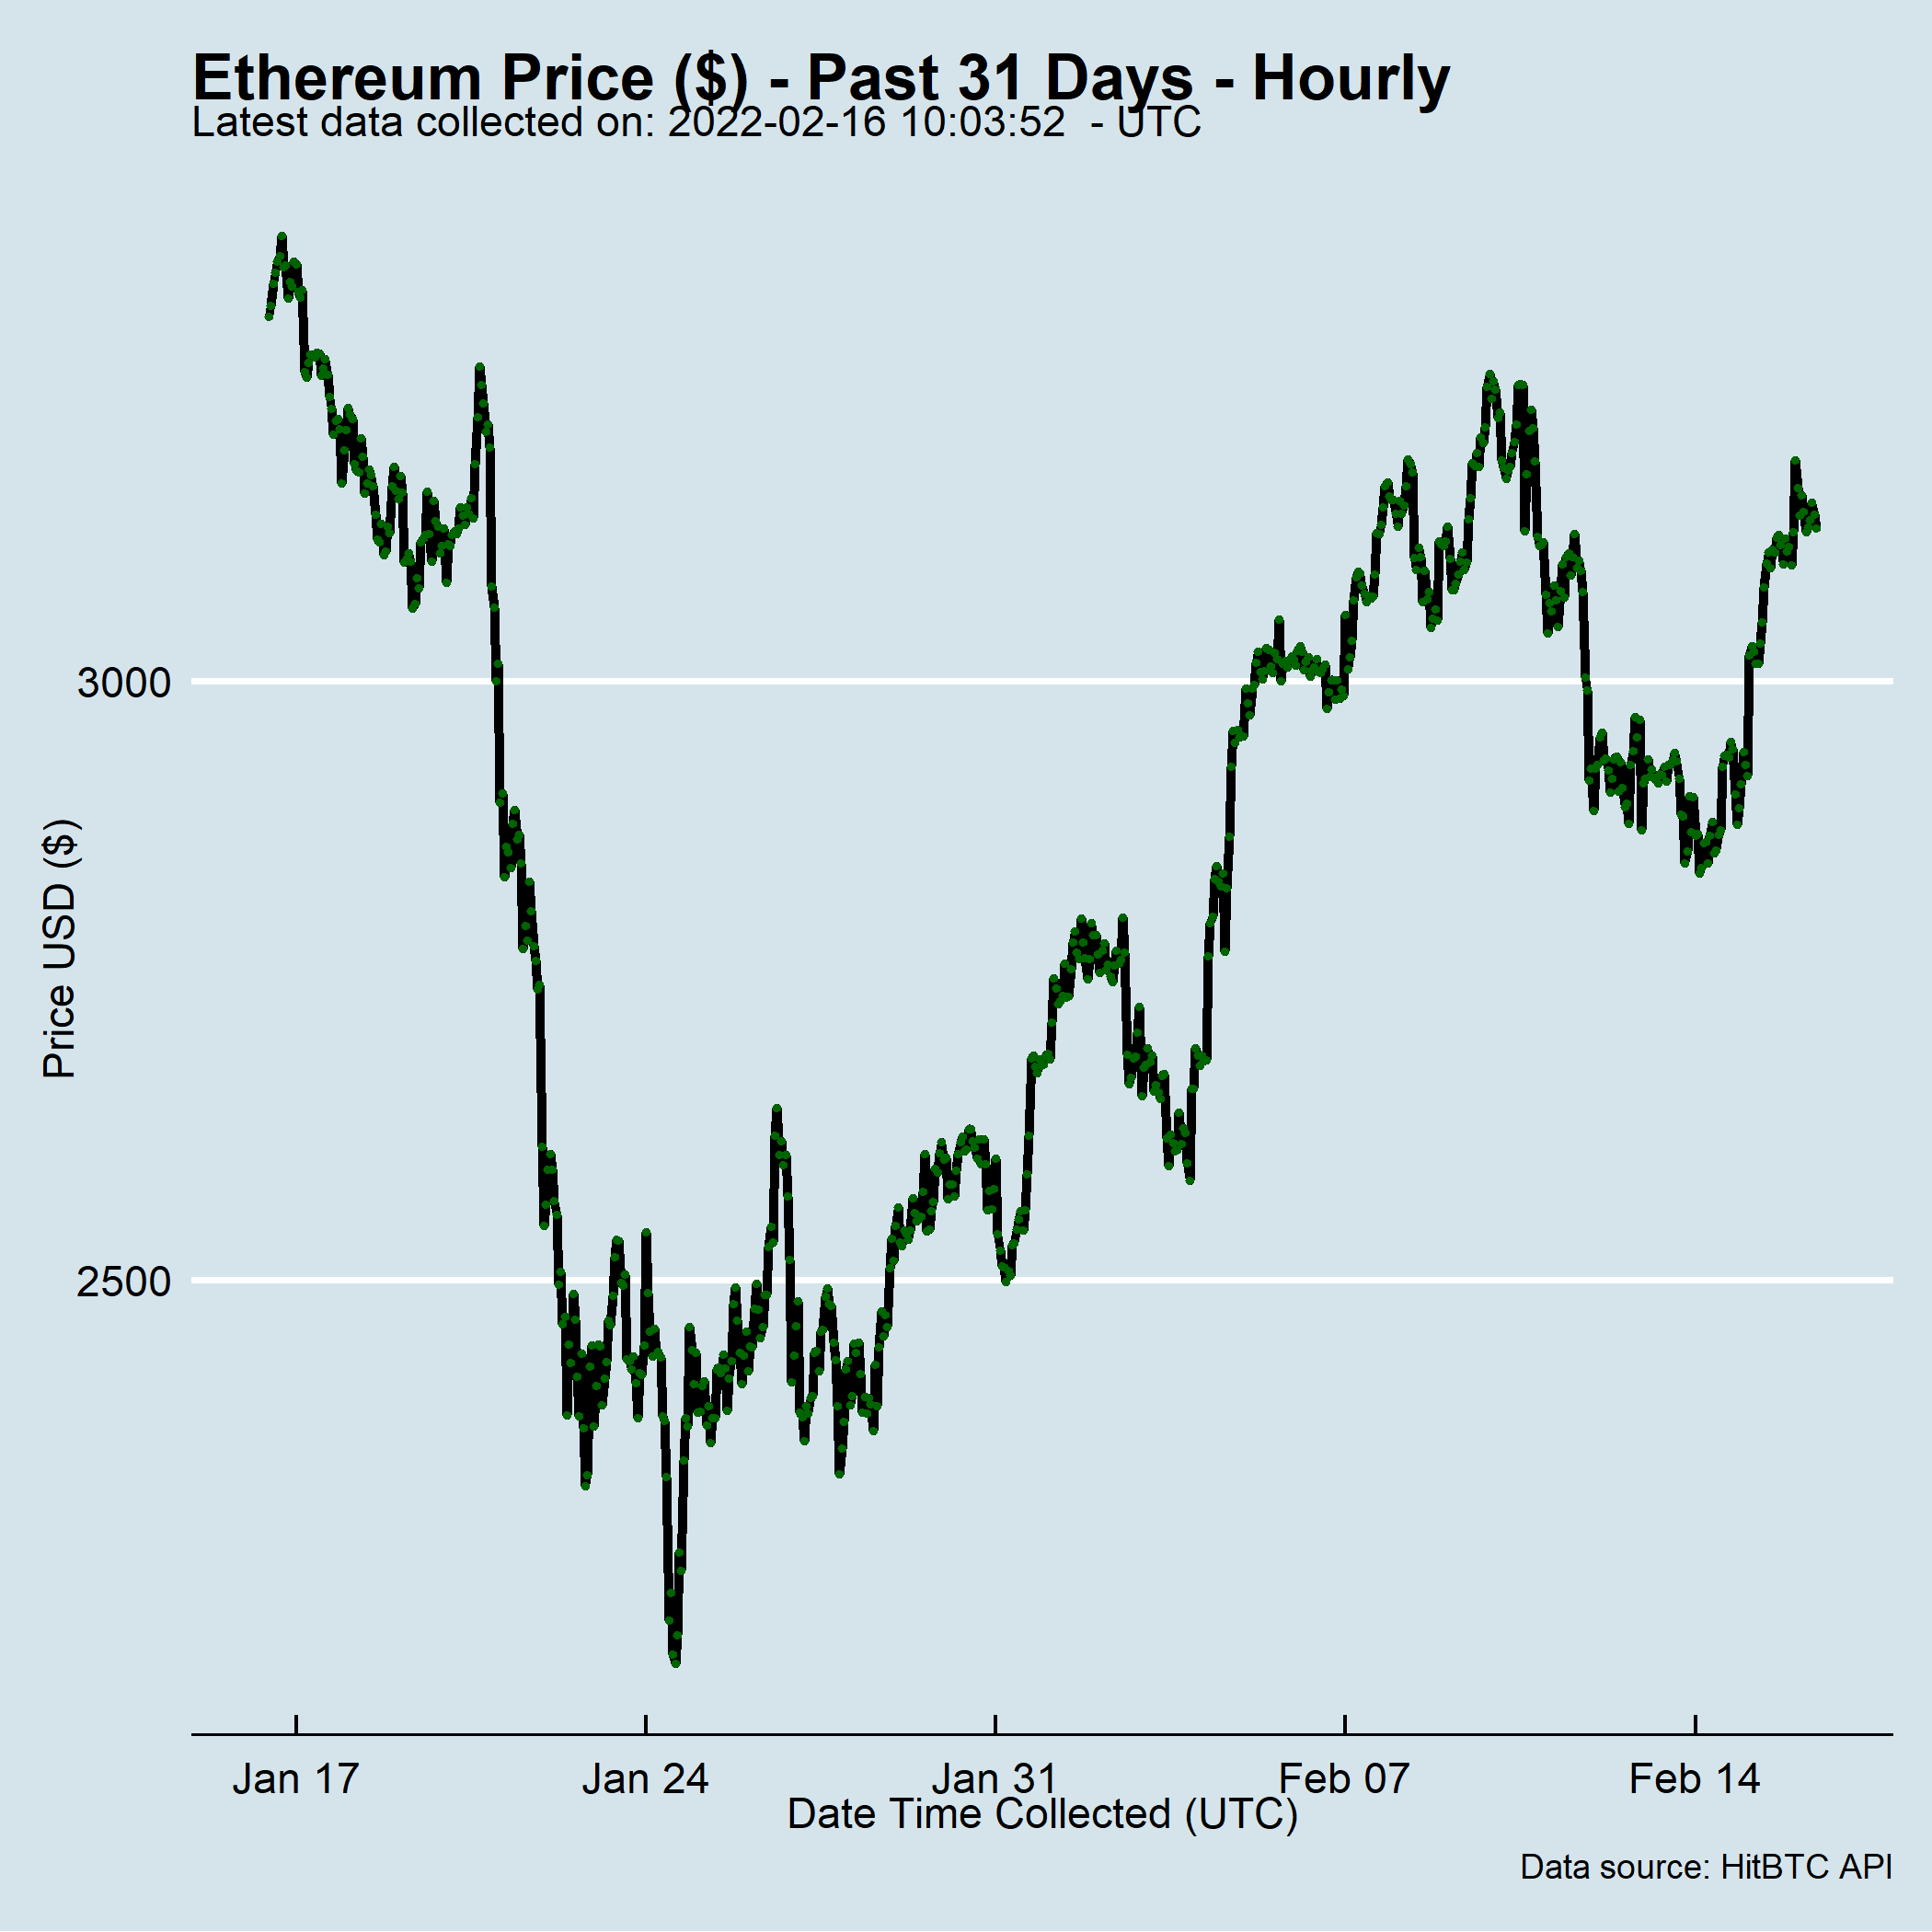 Ethereum Price ($) - Past 31 Days - Hourly
Latest data collected on: 2022-02-16 10:03:52  - UTC
Price USD ($)
3000
2500
Jan 17
Jan 24
Jan 31
Feb 07
Feb 14
Date Time Collected (UTC)
Data source: HitBTC API